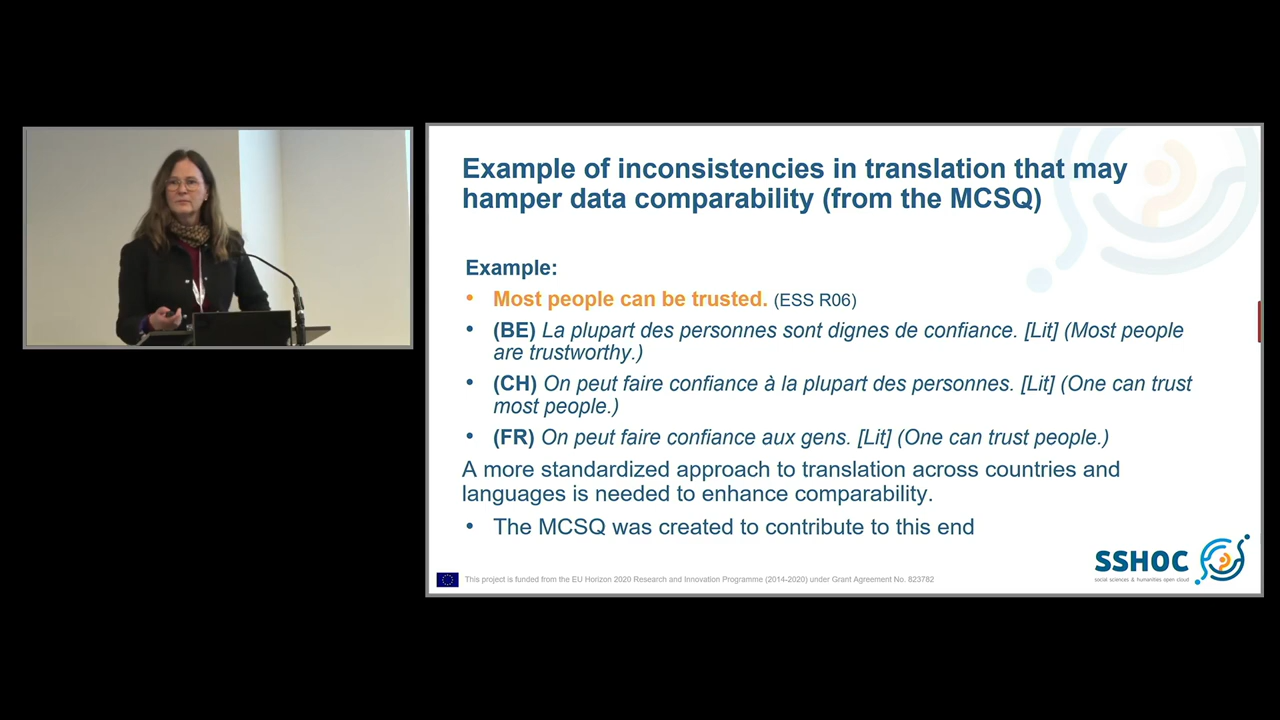 Example of inconsistencies in translation that may
hamper data comparability (from the MCSQ)
Example:
• Most people can be trusted. (ESS R06)
• (BE) La plupart des personnes sont dignes de confiance. [Lit] (Most people
are trustworthy.)
• (CH) On peut faire confiance à la plupart des personnes. [Lit] (One can trust
most people.)
• (FR) On peut faire confiance aux gens. [Lit] (One can trust people.)
A more standardized approach to translation across countries and
languages is needed to enhance comparability.
• The MCSQ was created to contribute to this end
SSHOC
social sciences & humanities open cloud
This project is funded from the EU Horizon 2020 Research and Innovation Programme (2014-2020) under Grant Agreement No. 823782